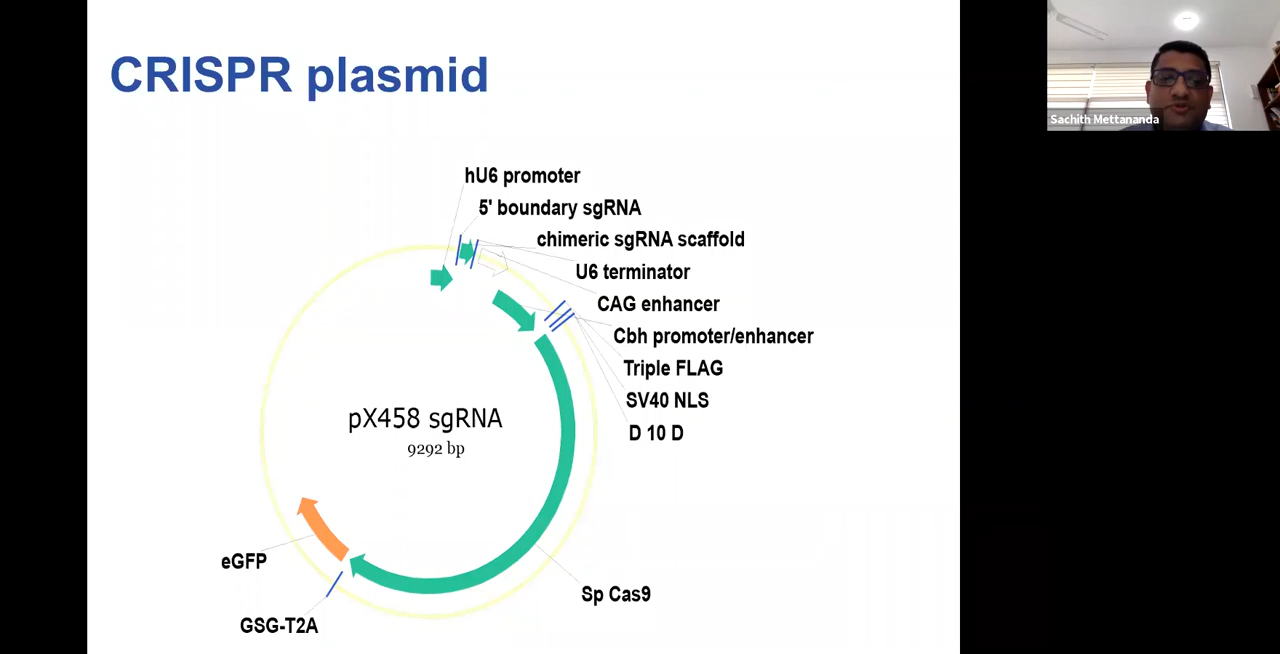 CRISPR plasmid
Sachith Mettananda
hU6 promoter
5' boundary sgRNA
chimeric sgRNA scaffold
U6 terminator
CAG enhancer
Cbh promoter/enhancer
Triple FLAG
SV40 NLS
D 10 D
pX458 sgRNA
9292 bp
eGFP
Sp Cas9
GSG-T2A